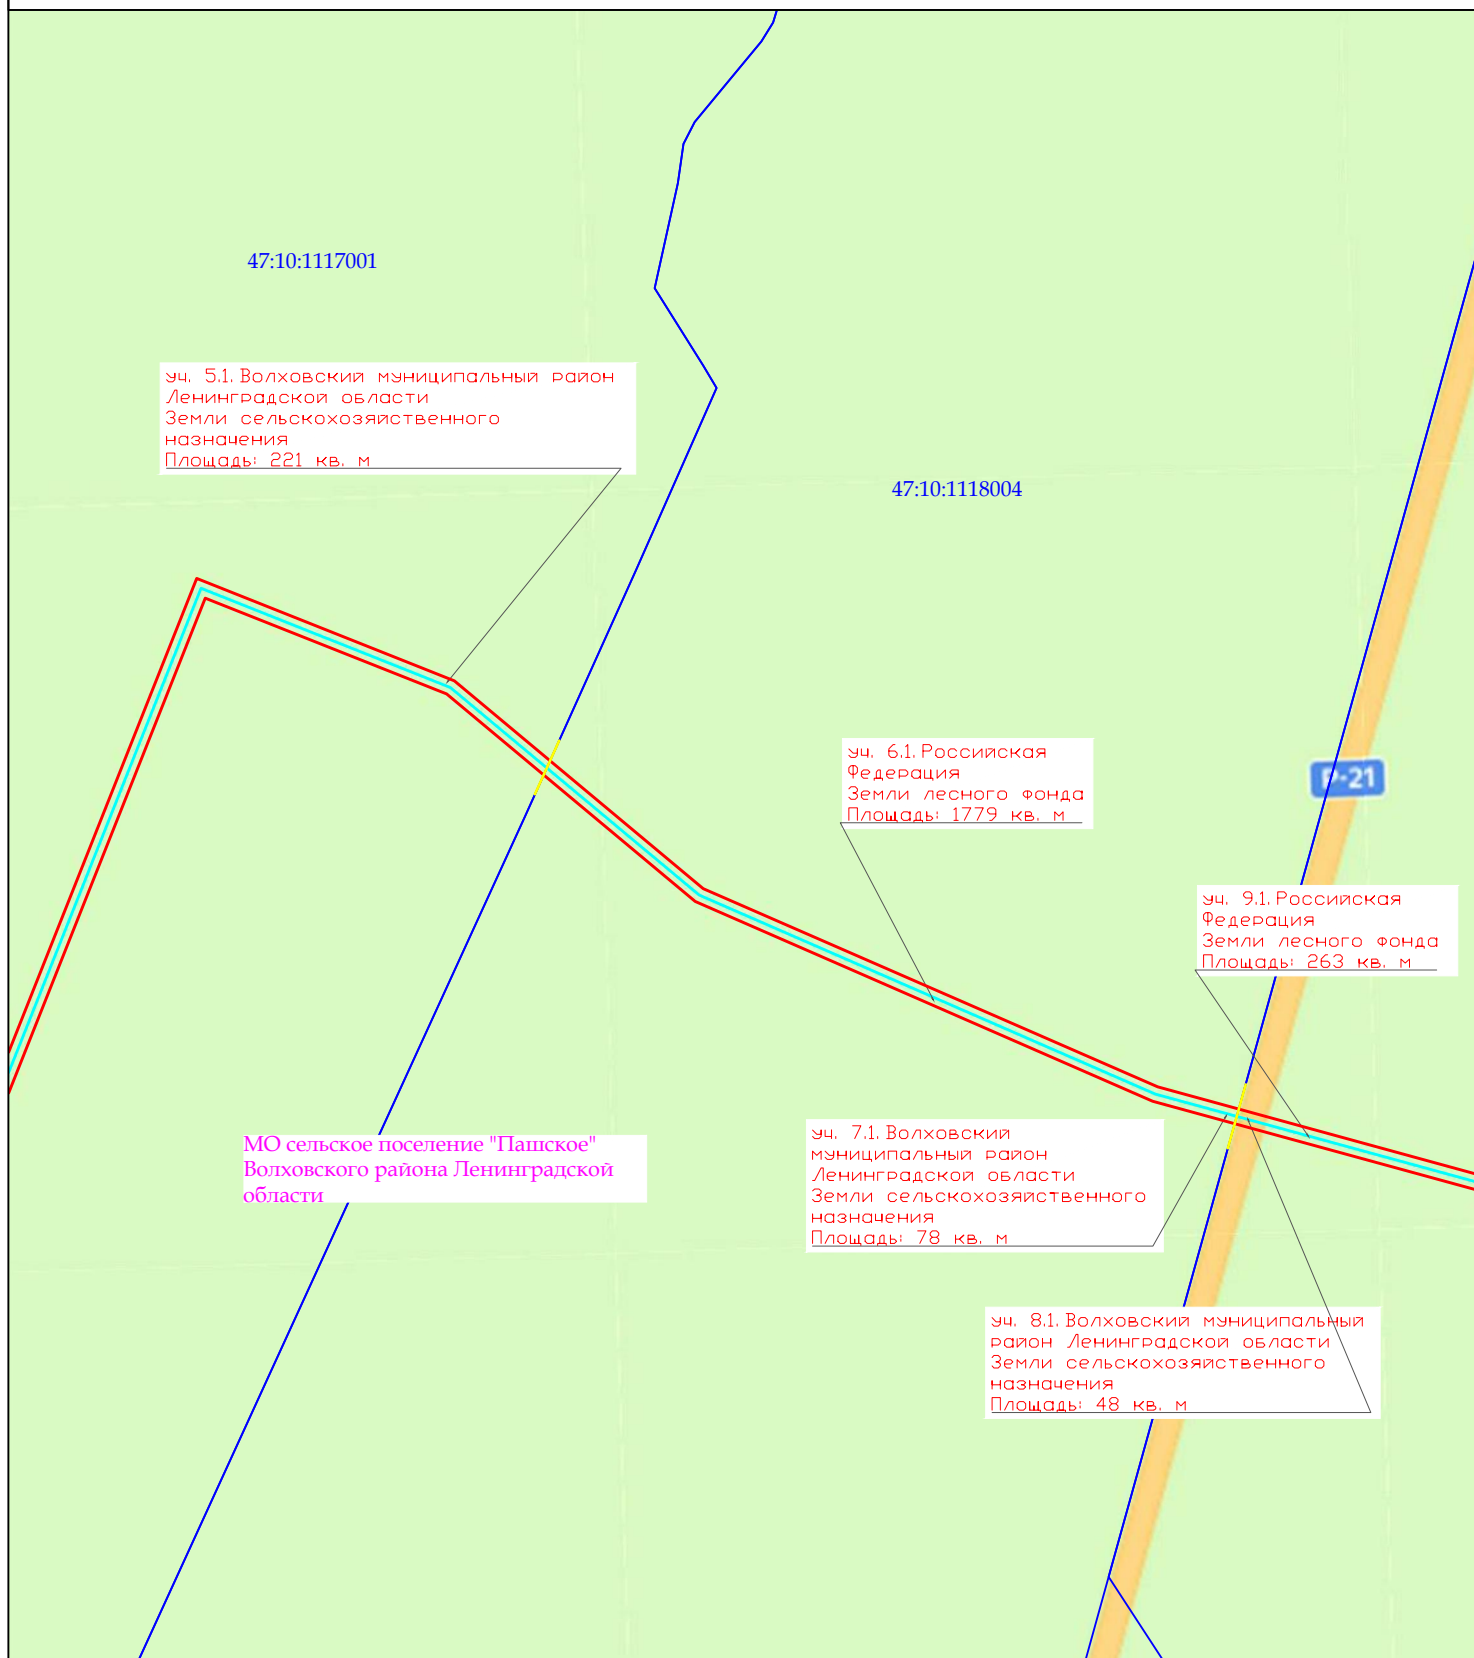 47:10:1117001
уч. 5.1. Волховский муниципальный район
Ленинградской области
Земли сельскохозяйственного
назначения
Площадь: 221 кв. м
47:10:1118004
уч. 6.1. Российская
Федерация
Земли лесного фонда
Площадь: 1779 кв. м
Р-21
уч. 9.1. Российская
Федерация
Земли лесного фонда
Площадь: 263 кв. м
МО сельское поселение "Пашское"
Волховского района Ленинградской
области
уч. 7.1. Волховский
муниципальный район
Ленинградской области
Земли сельскохозяйственного
назначения
Площадь: 78 кв. м
уч. 8.1. Волховский муниципальный
район Ленинградской области
Земли сельскохозяйственного
назначения
Площадь: 48 кв. м